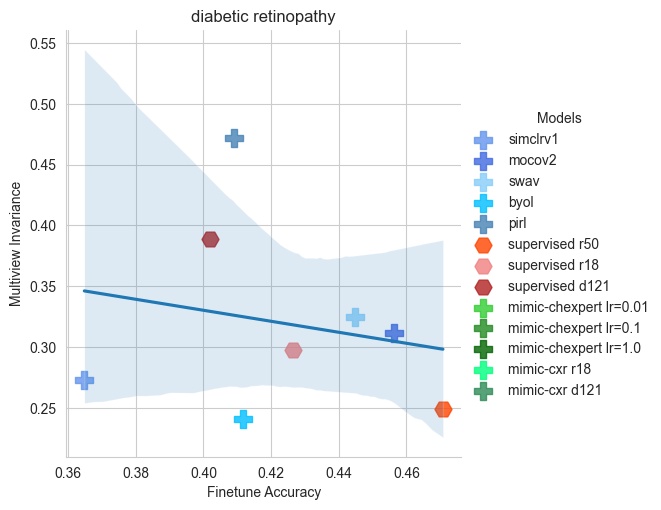 diabetic retinopathy
0.55
0.50
0.45
0.40
0.35
0.30
0.25
Multiview Invariance
0.36
0.38
0.40
0.42
0.44
0.46
Finetune Accuracy
Models
simclrv1
mocov2
swav
byol
pirl
supervised r50
supervised r18
supervised d121
mimic-chexpert lr=0.01
mimic-chexpert lr=0.1
mimic-chexpert lr=1.0
mimic-cxr r18
mimic-cxr d121